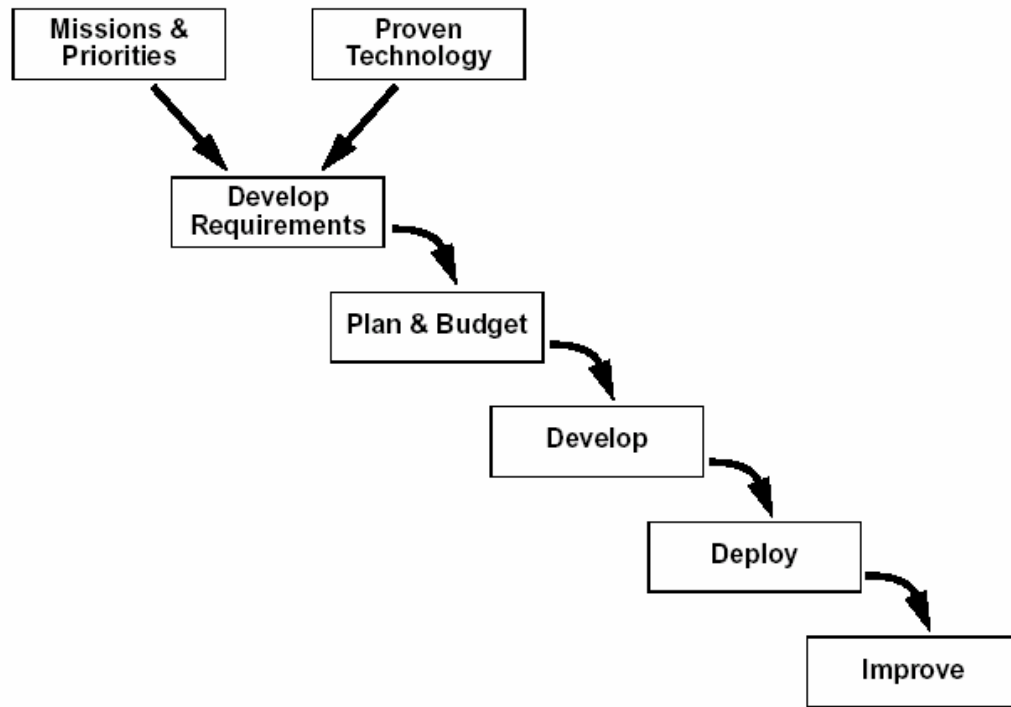 Missions &
Priorities
Proven
Technology
Develop
Requirements
Plan & Budget
Develop
Deploy
Improve